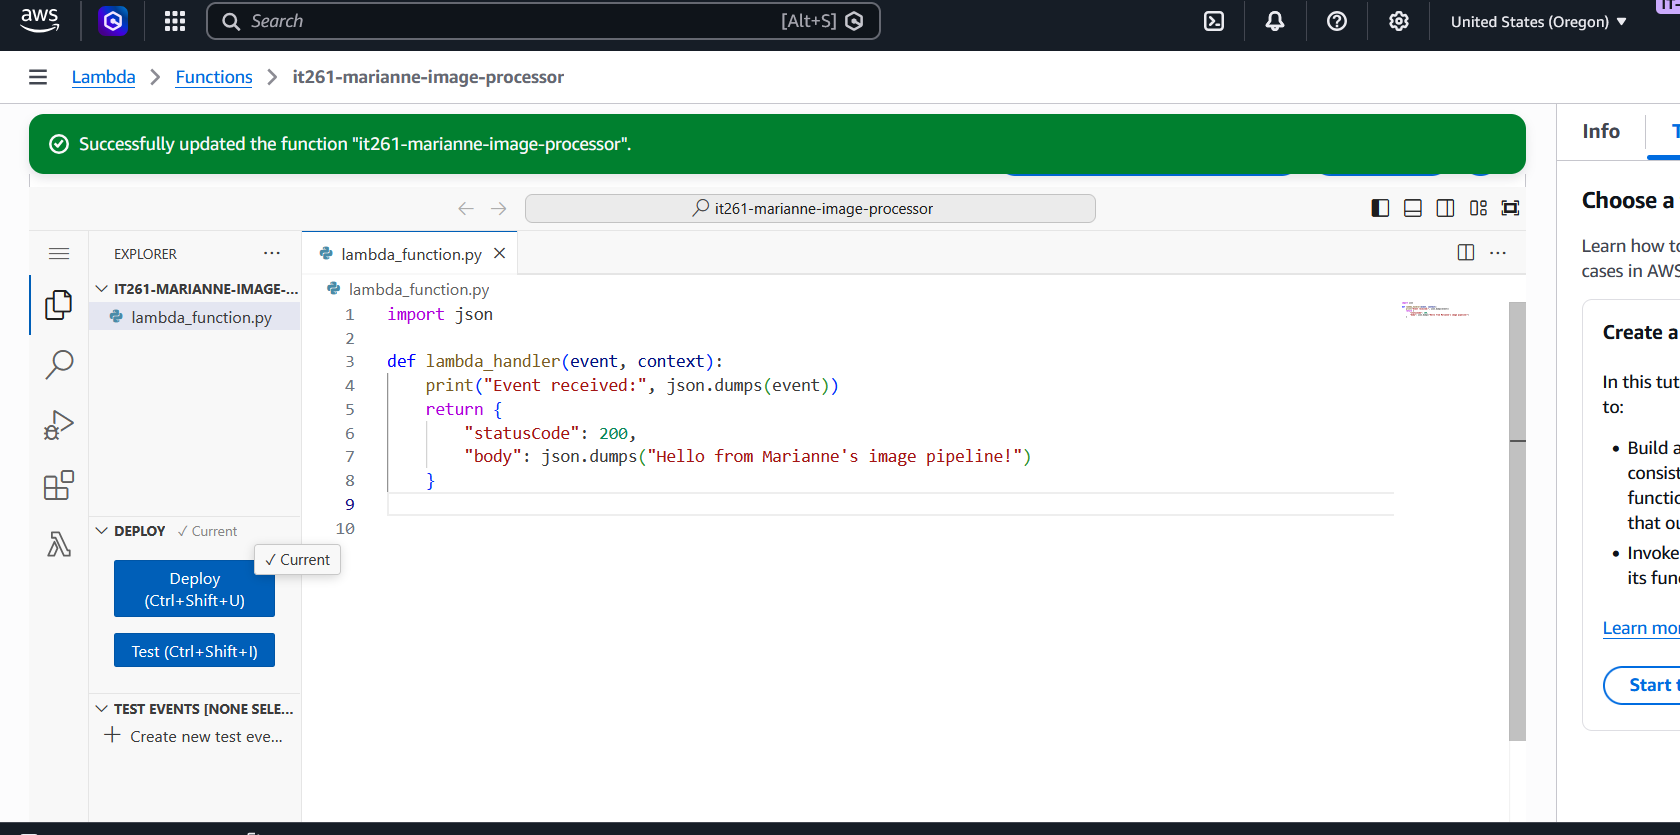 aws
Search
[Alt+S]
United States (Oregon)
IT-
Lambda
Functions
it261-marianne-image-processor
Successfully updated the function "it261-marianne-image-processor".
it261-marianne-image-processor
EXPLORER
IT261-MARIANNE-IMAGE-...
lambda_function.py
DEPLOY
✓ Current
✓ Current
Deploy
(Ctrl+Shift+U)
Test (Ctrl+Shift+I)
TEST EVENTS [NONE SELE...
Create new test eve...
lambda_function.py
lambda_function.py
1 import json
2
3 def lambda_handler(event, context):
4 print("Event received:", json.dumps(event))
5 return {
6 "statusCode": 200,
7 "body": json.dumps("Hello from Marianne's image pipeline!")
8 }
9
10
Info
Choose a
Learn how to
cases in AWS
Create a
In this tut
to:
• Build a
consist
functio
that ou
• Invoke
its fun
Learn mor
Start t